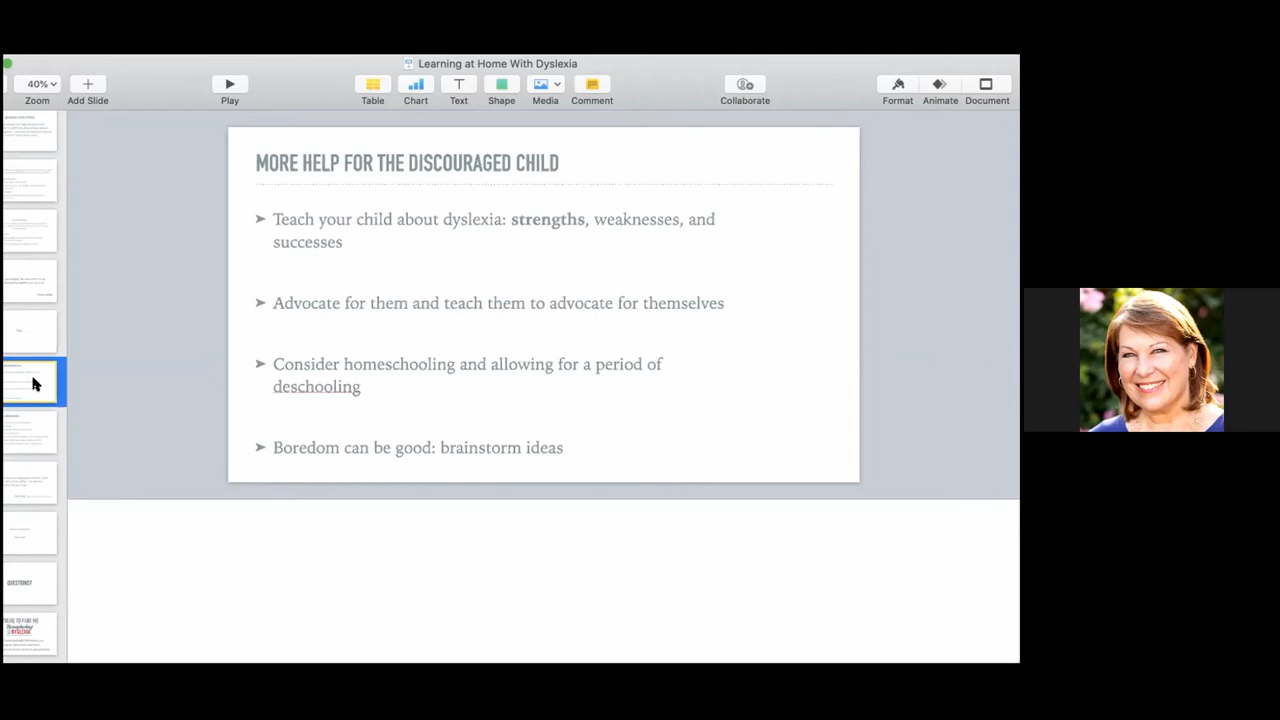 Learning at Home With Dyslexia
40%
Zoom
Add Slide
Play
Table
Chart
Text
Shape
Media
Comment
Collaborate
Format
Animate
Document
MORE HELP FOR THE DISCOURAGED CHILD
➤ Teach your child about dyslexia: strengths, weaknesses, and
successes
➤ Advocate for them and teach them to advocate for themselves
➤ Consider homeschooling and allowing for a period of
deschooling
➤ Boredom can be good: brainstorm ideas
QUESTIONS?